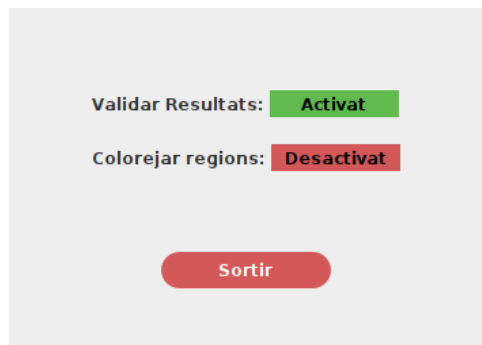 Validar Resultats: Activat
Colorejar regions: Desactivat
Sortir